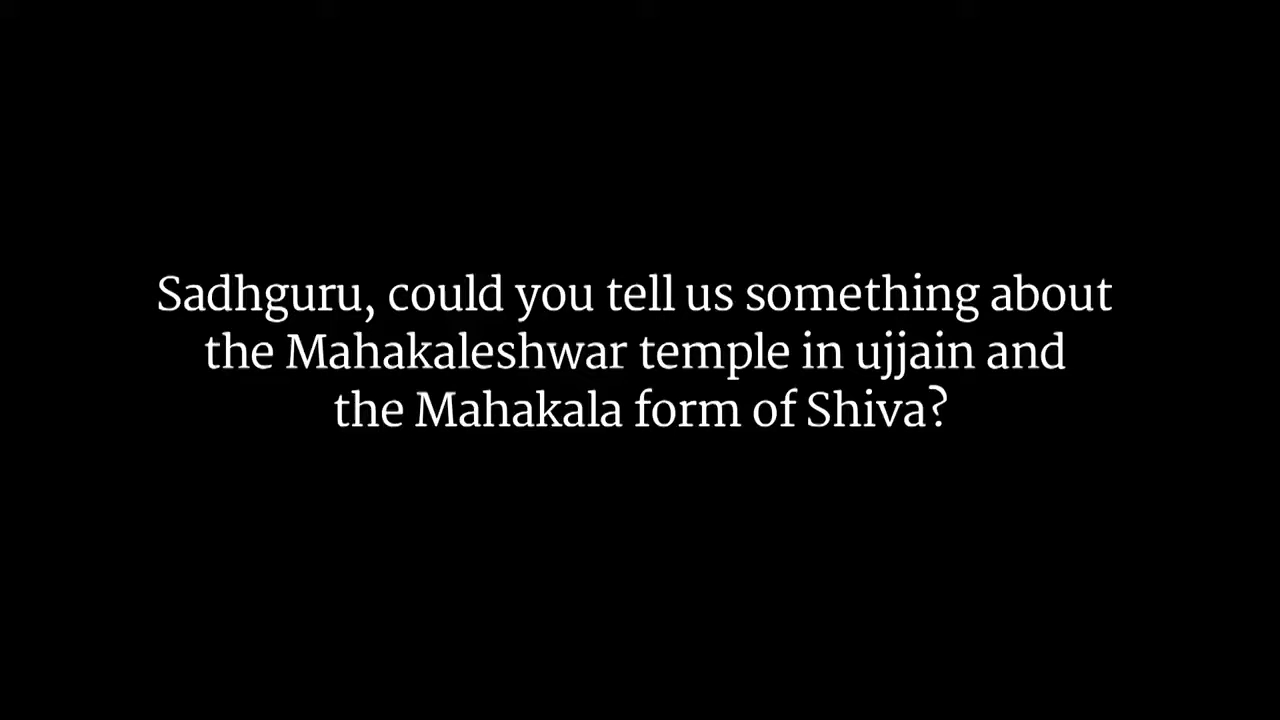 Sadhguru, could you tell us something about
the Mahakaleshwar temple in ujjain and
the Mahakala form of Shiva?